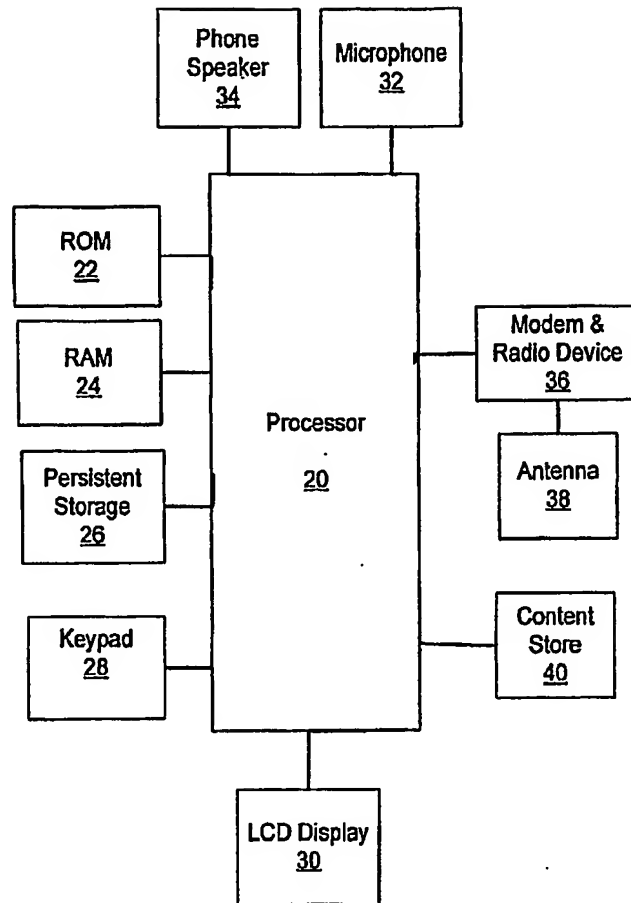 Phone
Speaker
34
Microphone
32
ROM
22
RAM
24
Persistent
Storage
26
Keypad
28
Processor
20
Modem &
Radio Device
36
Antenna
38
Content
Store
40
LCD Display
30